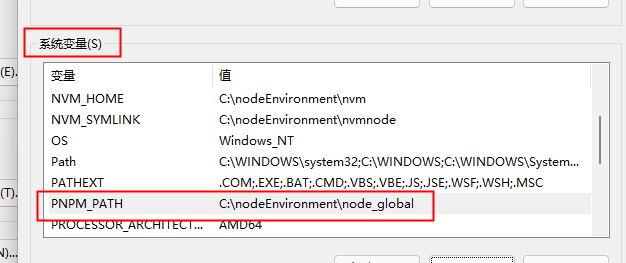 系统变量(S)
(E)...
变量 值
NVM_HOME C:\nodeEnvironment\nvm
NVM_SYMLINK C:\nodeEnvironment\nvmnode
OS Windows_NT
Path C:\WINDOWS\system32;C:\WINDOWS;C:\WINDOWS\System...
PATHEXT .COM;.EXE;.BAT;.CMD;.VBS;.VBE;.JS;.JSE;.WSF;.WSH;.MSC
(T)...
PNPM_PATH C:\nodeEnvironment\node_global
PROCESSOR_ARCHITECT... AMD64
N)...